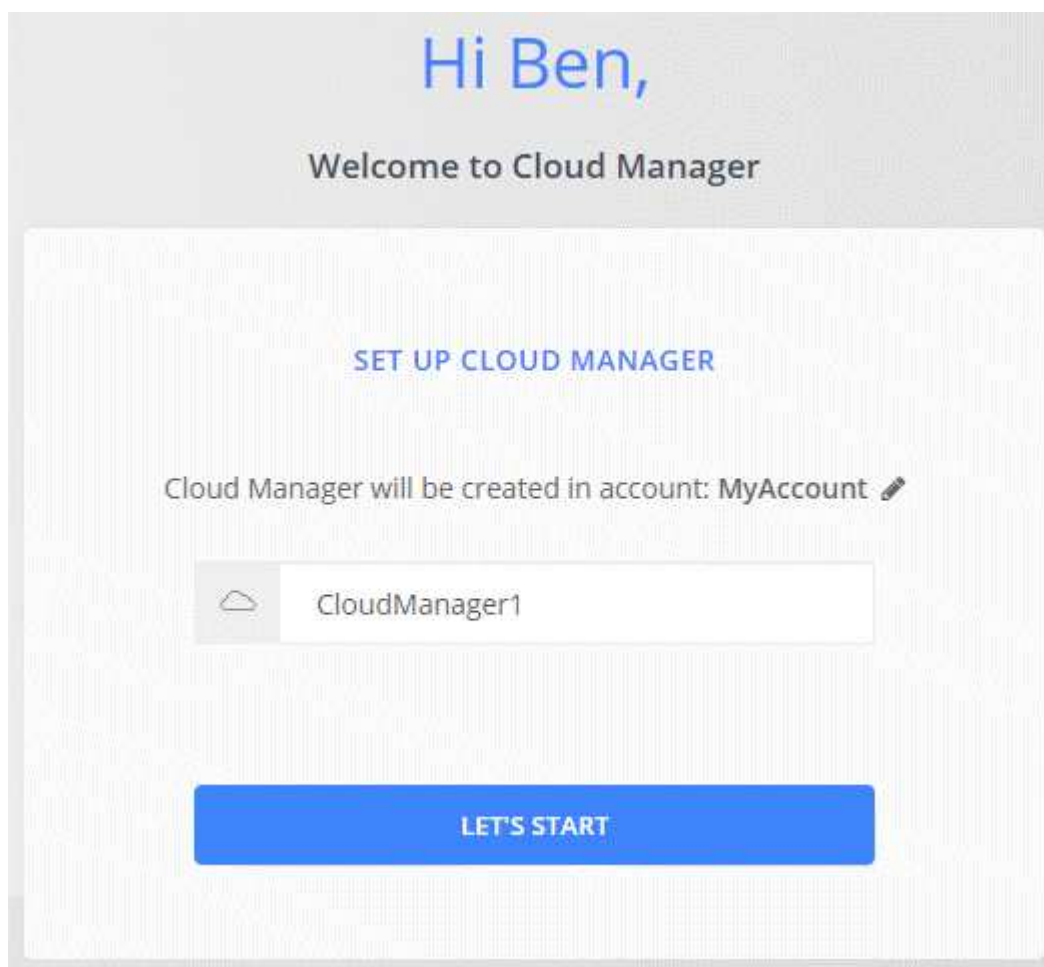 Hi Ben,
Welcome to Cloud Manager
SET UP CLOUD MANAGER
Cloud Manager will be created in account: MyAccount
CloudManager1
LET'S START